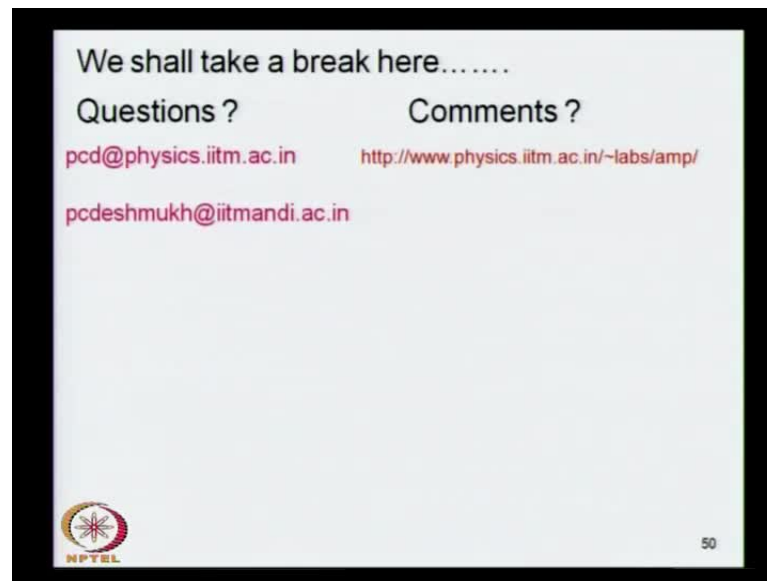 We shall take a break here.......
Questions ? Comments ?
pcd@physics.iitm.ac.in http://www.physics.iitm.ac.in/~labs/amp/
pcdeshmukh@iitmandi.ac.in
NPTEL
50